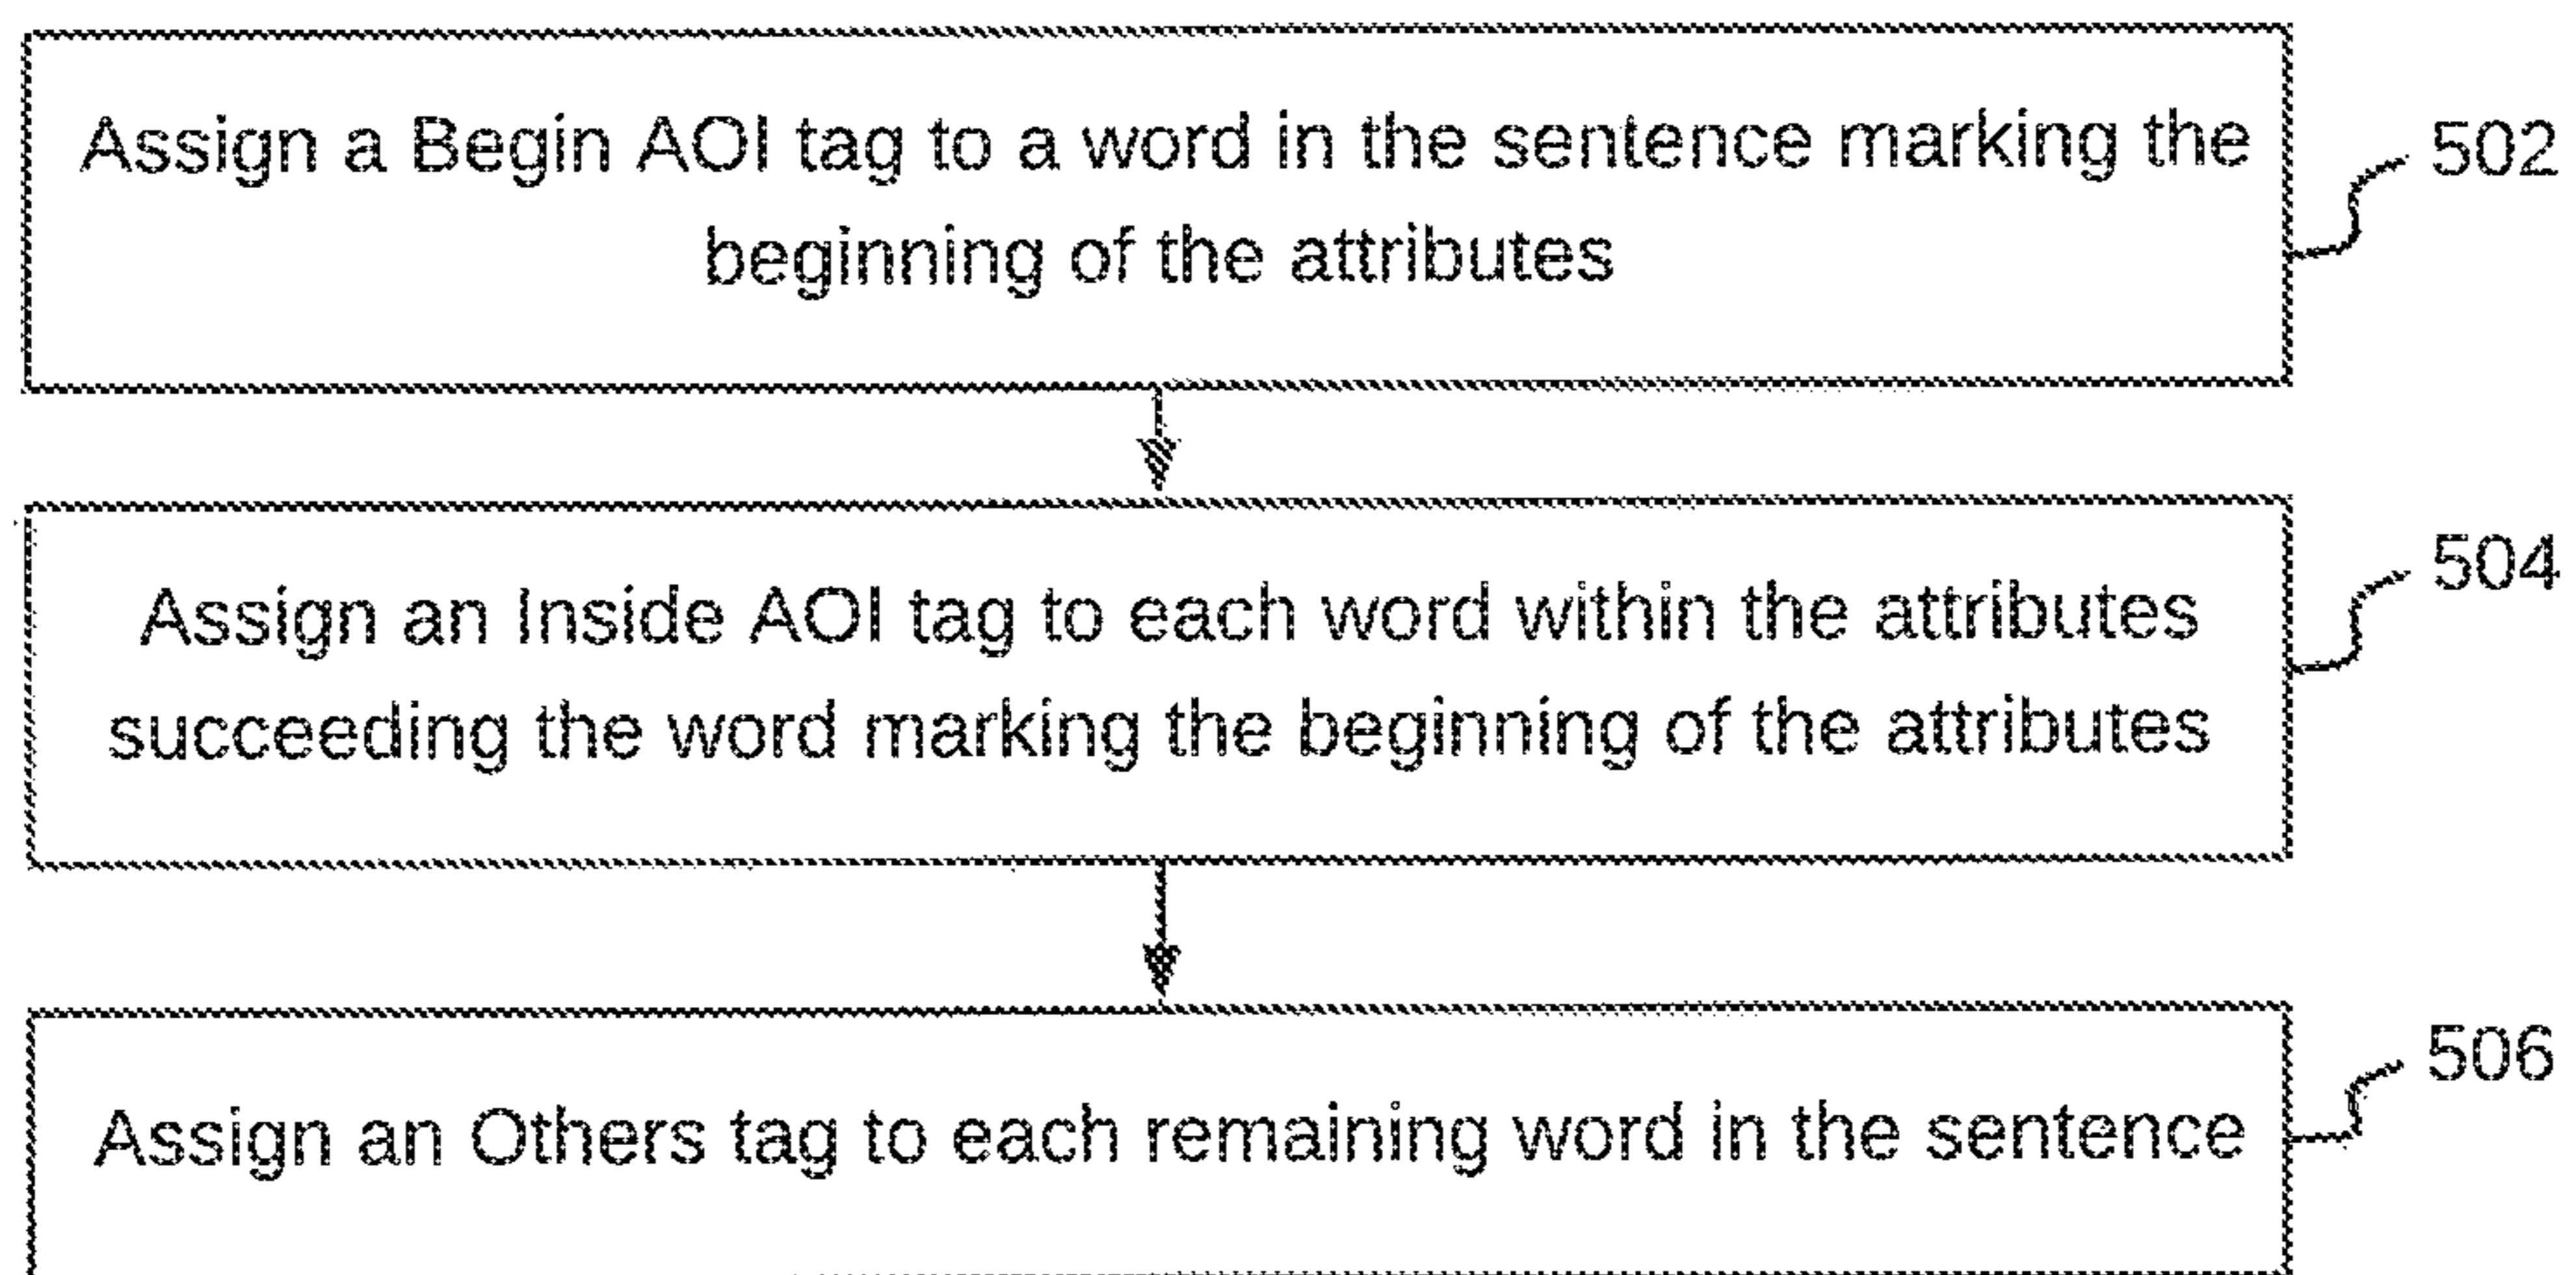 Assign a Begin AOI tag to a word in the sentence marking the
beginning of the attributes
502
Assign an Inside AOI tag to each word within the attributes
succeeding the word marking the beginning of the attributes
504
Assign an Others tag to each remaining word in the sentence
506